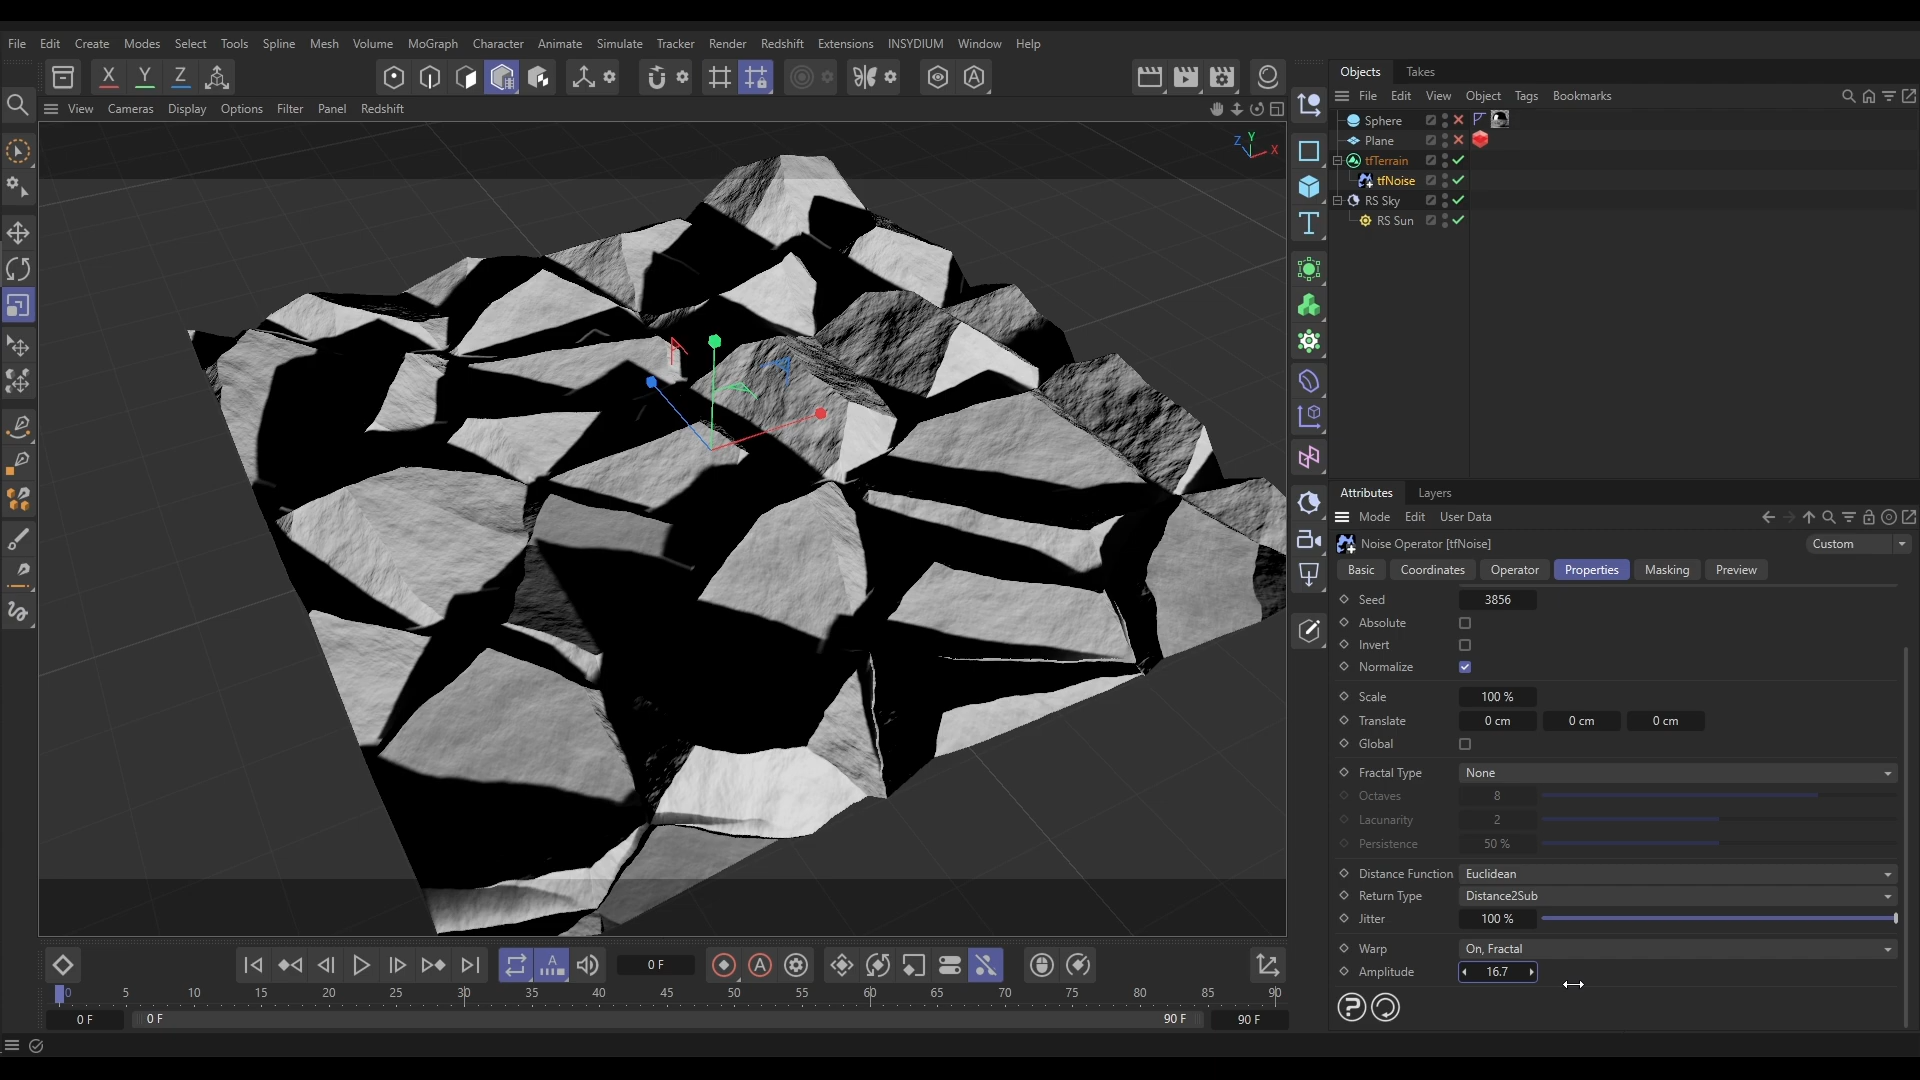 File Edit Create Modes Select Tools Spline Mesh Volume MoGraph Character Animate Simulate Tracker Render Redshift Extensions INSYDIUM Window Help
X Y Z
View Cameras Display Options Filter Panel Redshift
Z Y X
Objects Takes
File Edit View Object Tags Bookmarks
Sphere
Plane
tfTerrain
tfNoise
RS Sky
RS Sun
Attributes Layers
Mode Edit User Data
Noise Operator [tfNoise] Custom
Basic Coordinates Operator Properties Masking Preview
Seed 3856
Absolute
Invert
Normalize
Scale 100 %
Translate 0 cm 0 cm 0 cm
Global
Fractal Type None
Octaves 8
Lacunarity 2
Persistence 50 %
Distance Function Euclidean
Return Type Distance2Sub
Jitter 100 %
Warp On, Fractal
Amplitude 16.7
0 F
0 5 10 15 20 25 30 35 40 45 50 55 60 65 70 75 80 85 90
0 F 0 F 90 F 90 F